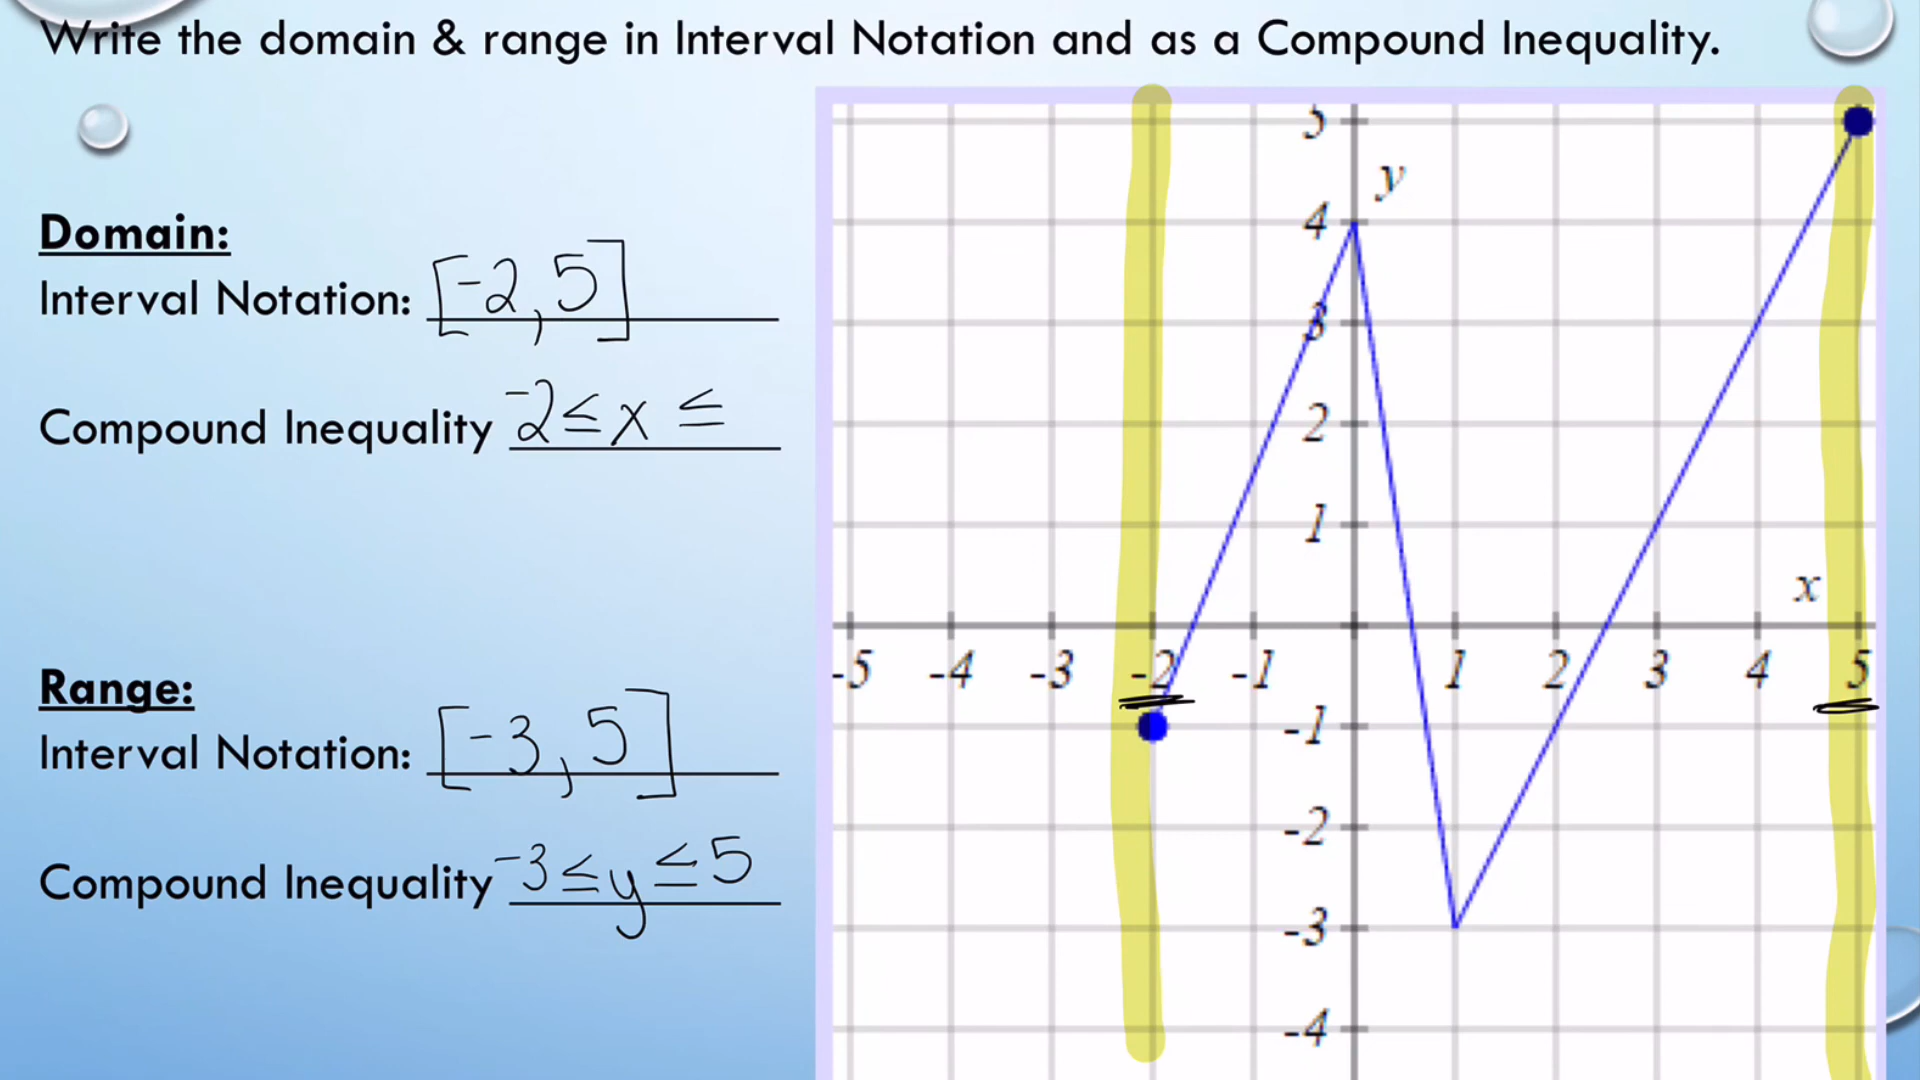 Write the domain & range in Interval Notation and as a Compound Inequality.
Domain:
Interval Notation: [-2, 5]
Compound Inequality -2 ≤ x ≤
Range:
Interval Notation: [-3, 5]
Compound Inequality -3 ≤ y ≤ 5
5
y
4
3
2
1
x
-5 -4 -3 -2 -1 1 2 3 4 5
-1
-2
-3
-4